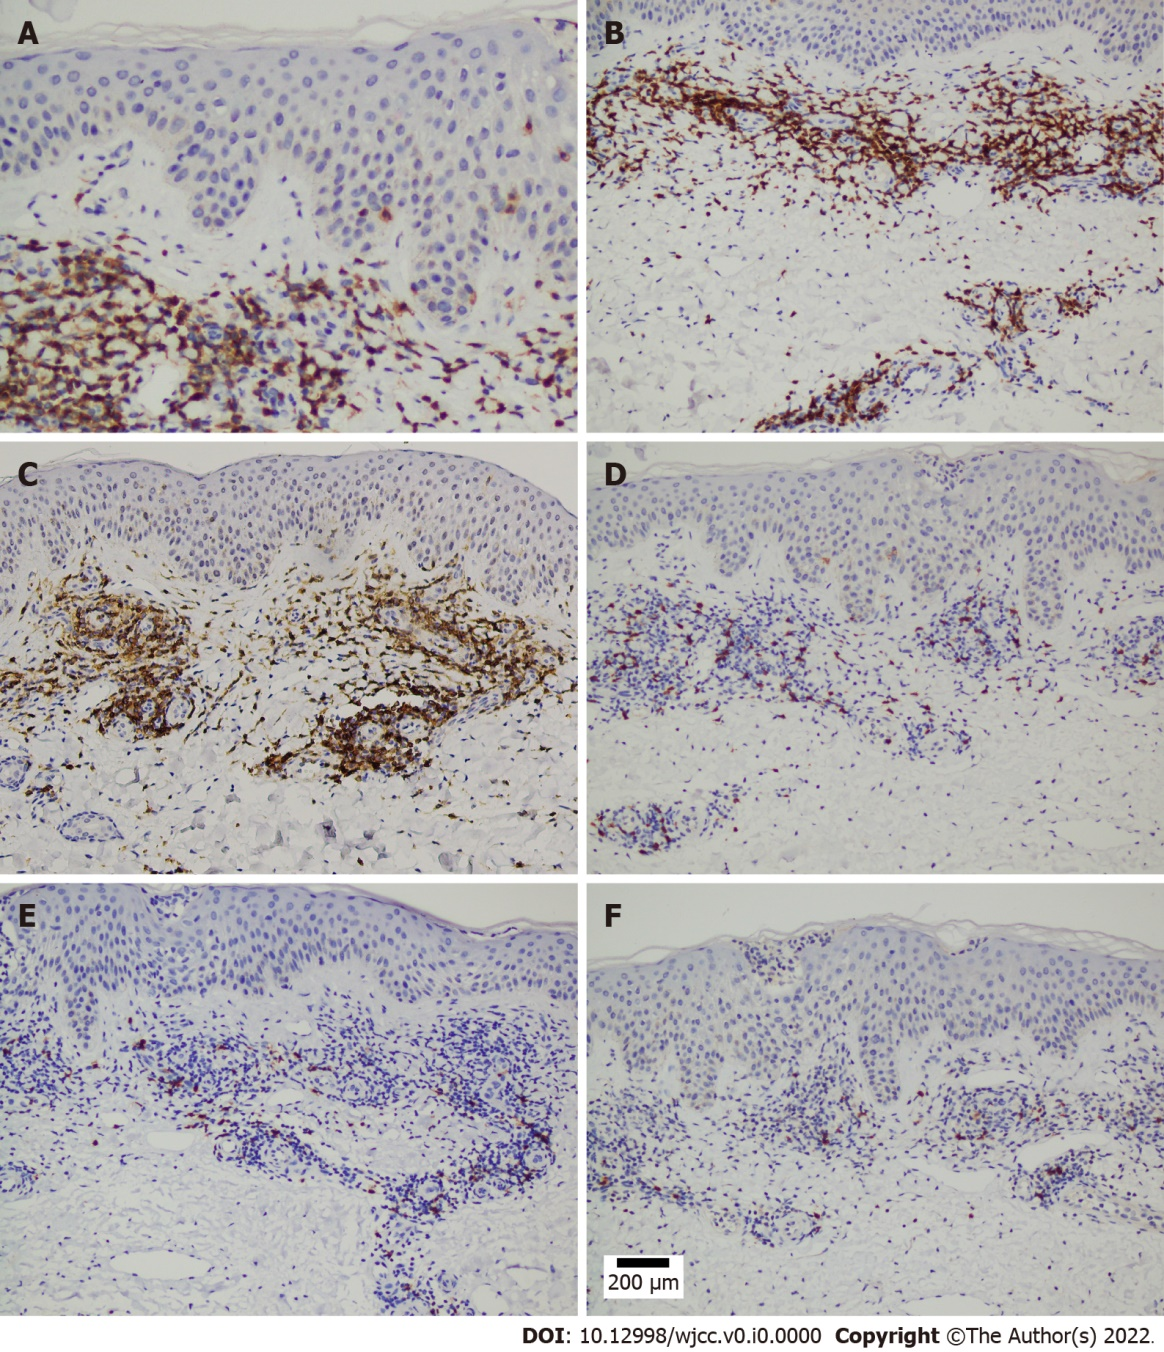 A
B
C
D
E
F
200 µm
DOI: 10.12998/wjcc.v0.i0.0000 Copyright ©The Author(s) 2022.